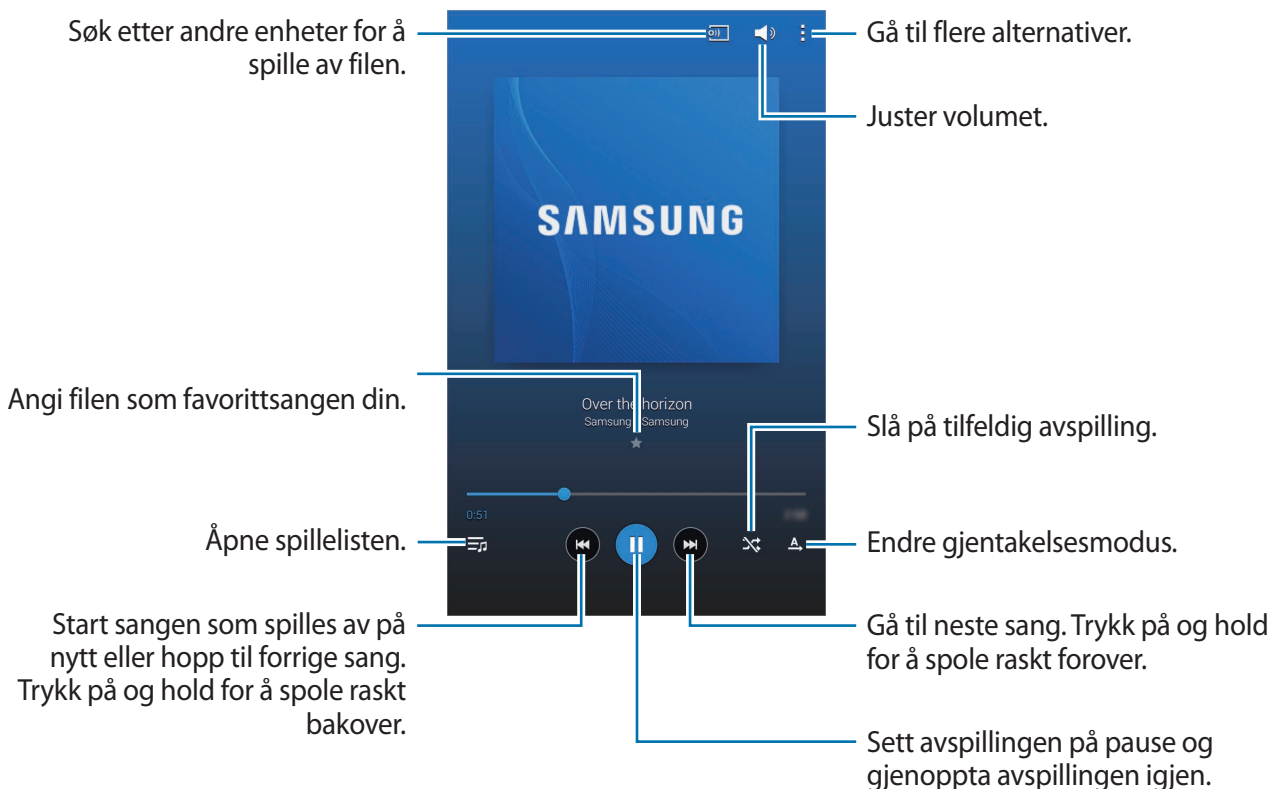 Søk etter andre enheter for å
spille av filen.
Gå til flere alternativer.
Juster volumet.
SAMSUNG
Angi filen som favorittsangen din.
Over the horizon
Samsung Samsung
Slå på tilfeldig avspilling.
0:51
Åpne spillelisten.
A
Endre gjentakelsesmodus.
Start sangen som spilles av på
nytt eller hopp til forrige sang.
Trykk på og hold for å spole raskt
bakover.
Gå til neste sang. Trykk på og hold
for å spole raskt forover.
Sett avspillingen på pause og
gjenoppta avspillingen igjen.